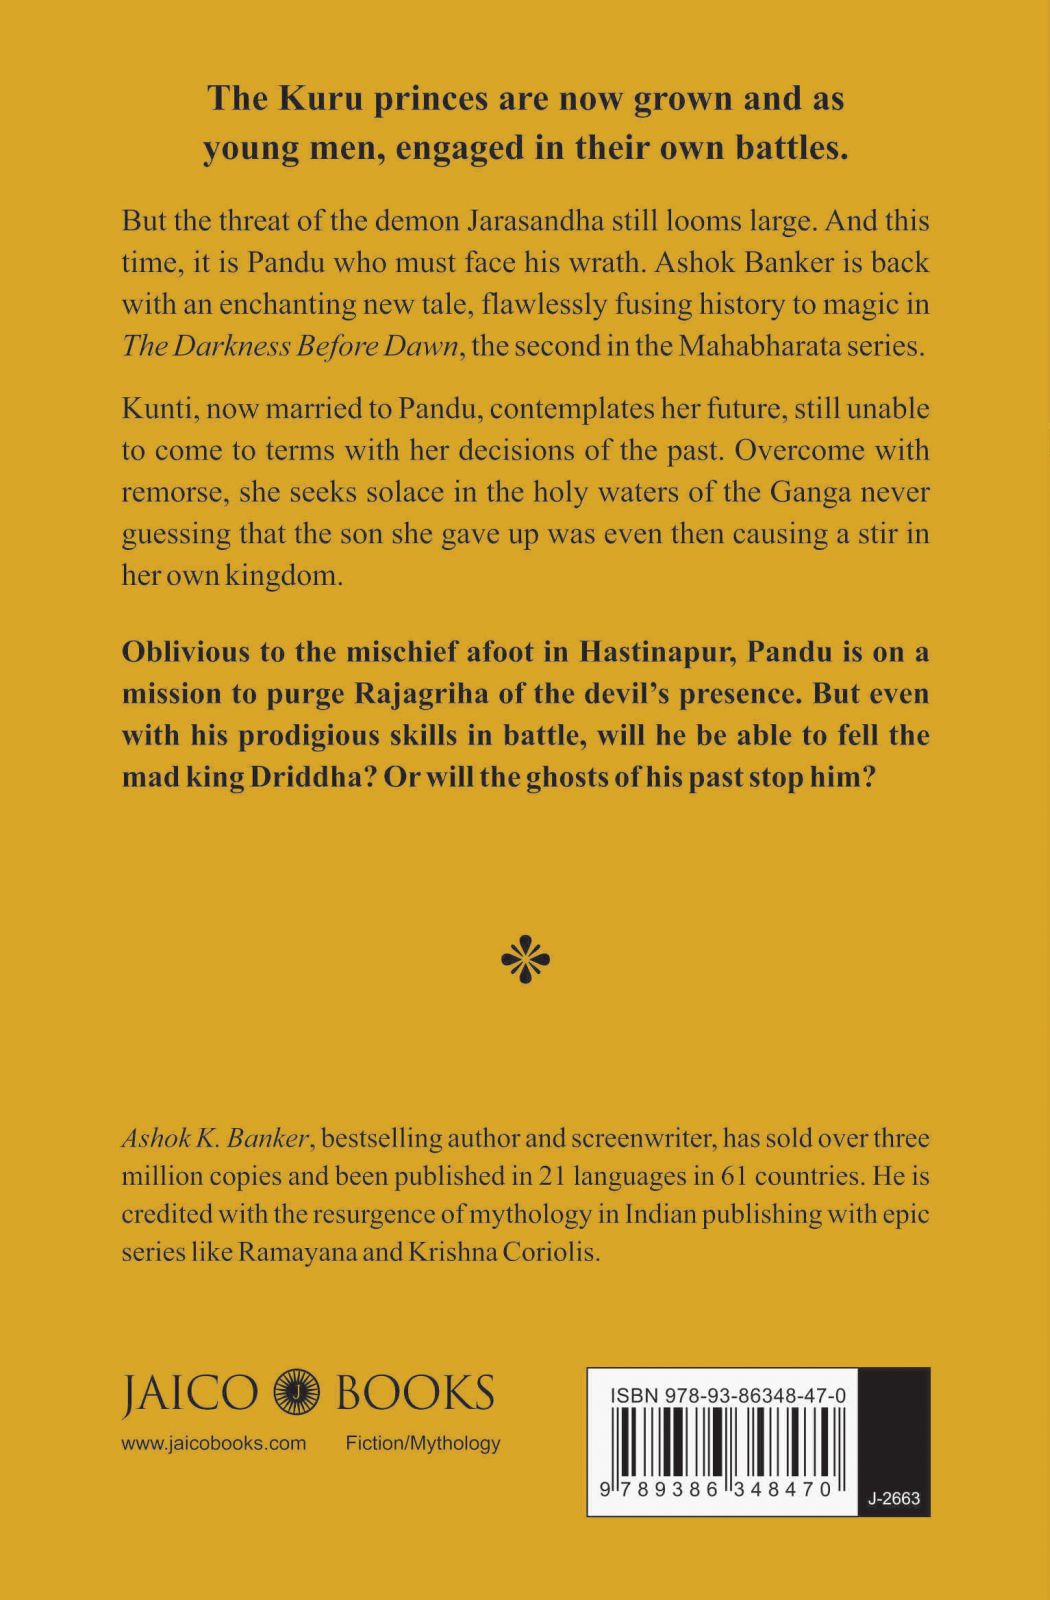 The Kuru princes are now grown and as
young men, engaged in their own battles.
But the threat of the demon Jarasandha still looms large. And this
time, it is Pandu who must face his wrath. Ashok Banker is back
with an enchanting new tale, flawlessly fusing history to magic in
The Darkness Before Dawn, the second in the Mahabharata series.
Kunti, now married to Pandu, contemplates her future, still unable
to come to terms with her decisions of the past. Overcome with
remorse, she seeks solace in the holy waters of the Ganga never
guessing that the son she gave up was even then causing a stir in
her own kingdom.
Oblivious to the mischief afoot in Hastinapur, Pandu is on a
mission to purge Rajagriha of the devil’s presence. But even
with his prodigious skills in battle, will he be able to fell the
mad king Driddha? Or will the ghosts of his past stop him?
Ashok K. Banker, bestselling author and screenwriter, has sold over three
million copies and been published in 21 languages in 61 countries. He is
credited with the resurgence of mythology in Indian publishing with epic
series like Ramayana and Krishna Coriolis.
JAICO J BOOKS
www.jaicobooks.com Fiction/Mythology
ISBN 978-93-86348-47-0
9 789386 348470
J-2663